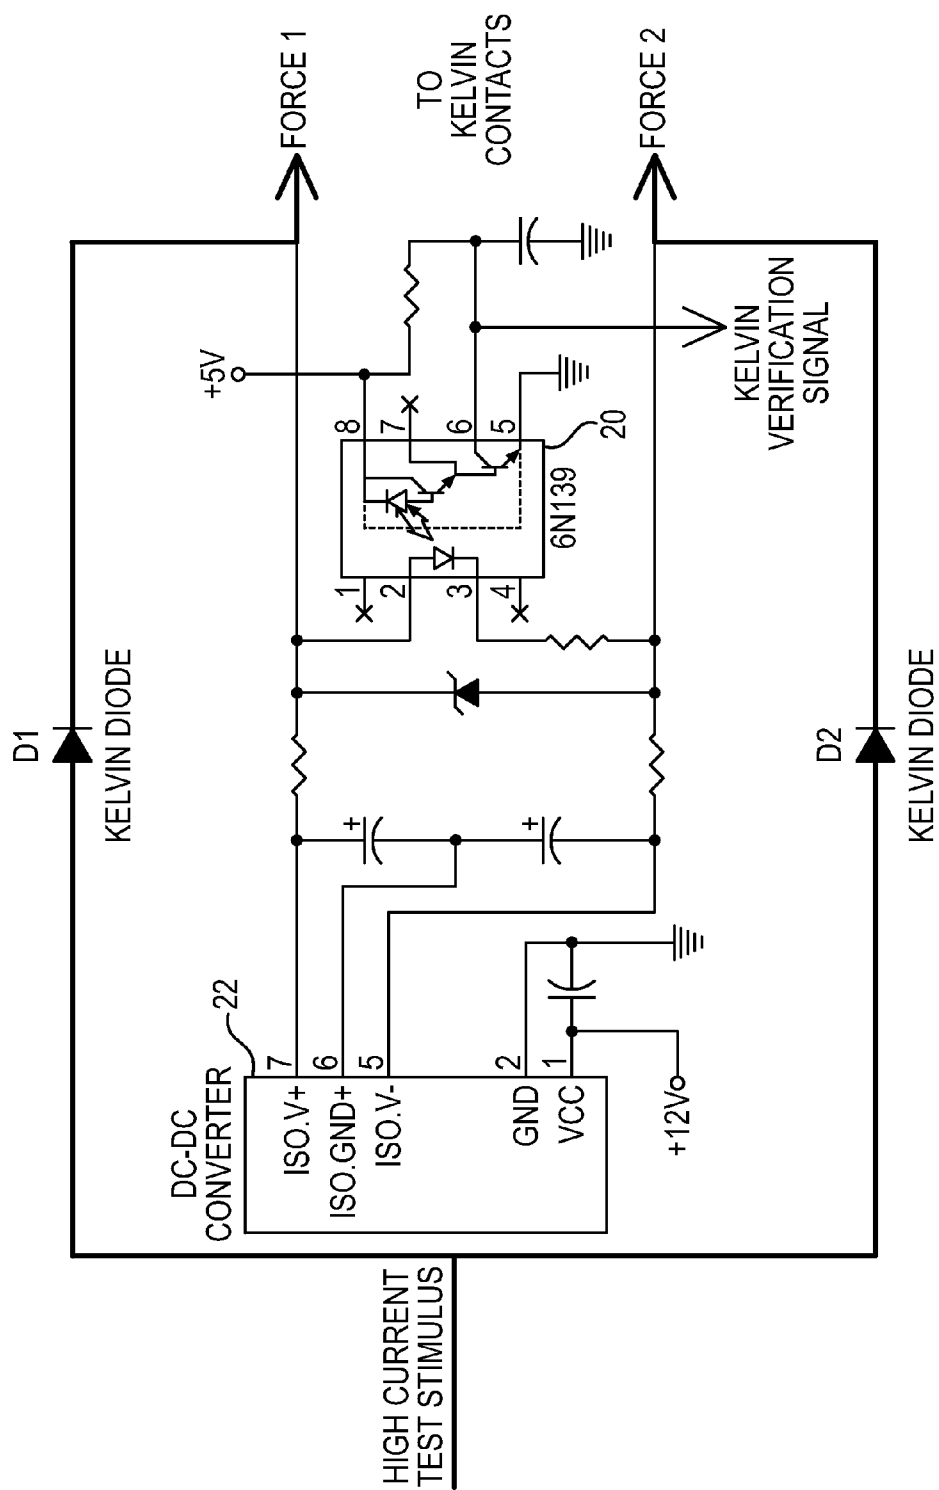 HIGH CURRENT
TEST STIMULUS
DC-DC
CONVERTER
22
ISO.V+
7
ISO.GND+
6
ISO.V-
5
GND
2
VCC
1
+12V
D1
KELVIN DIODE
+
+
D2
KELVIN DIODE
1
2
3
4
8
7
6
5
6N139
20
+5V
KELVIN
VERIFICATION
SIGNAL
FORCE 1
TO
KELVIN
CONTACTS
FORCE 2